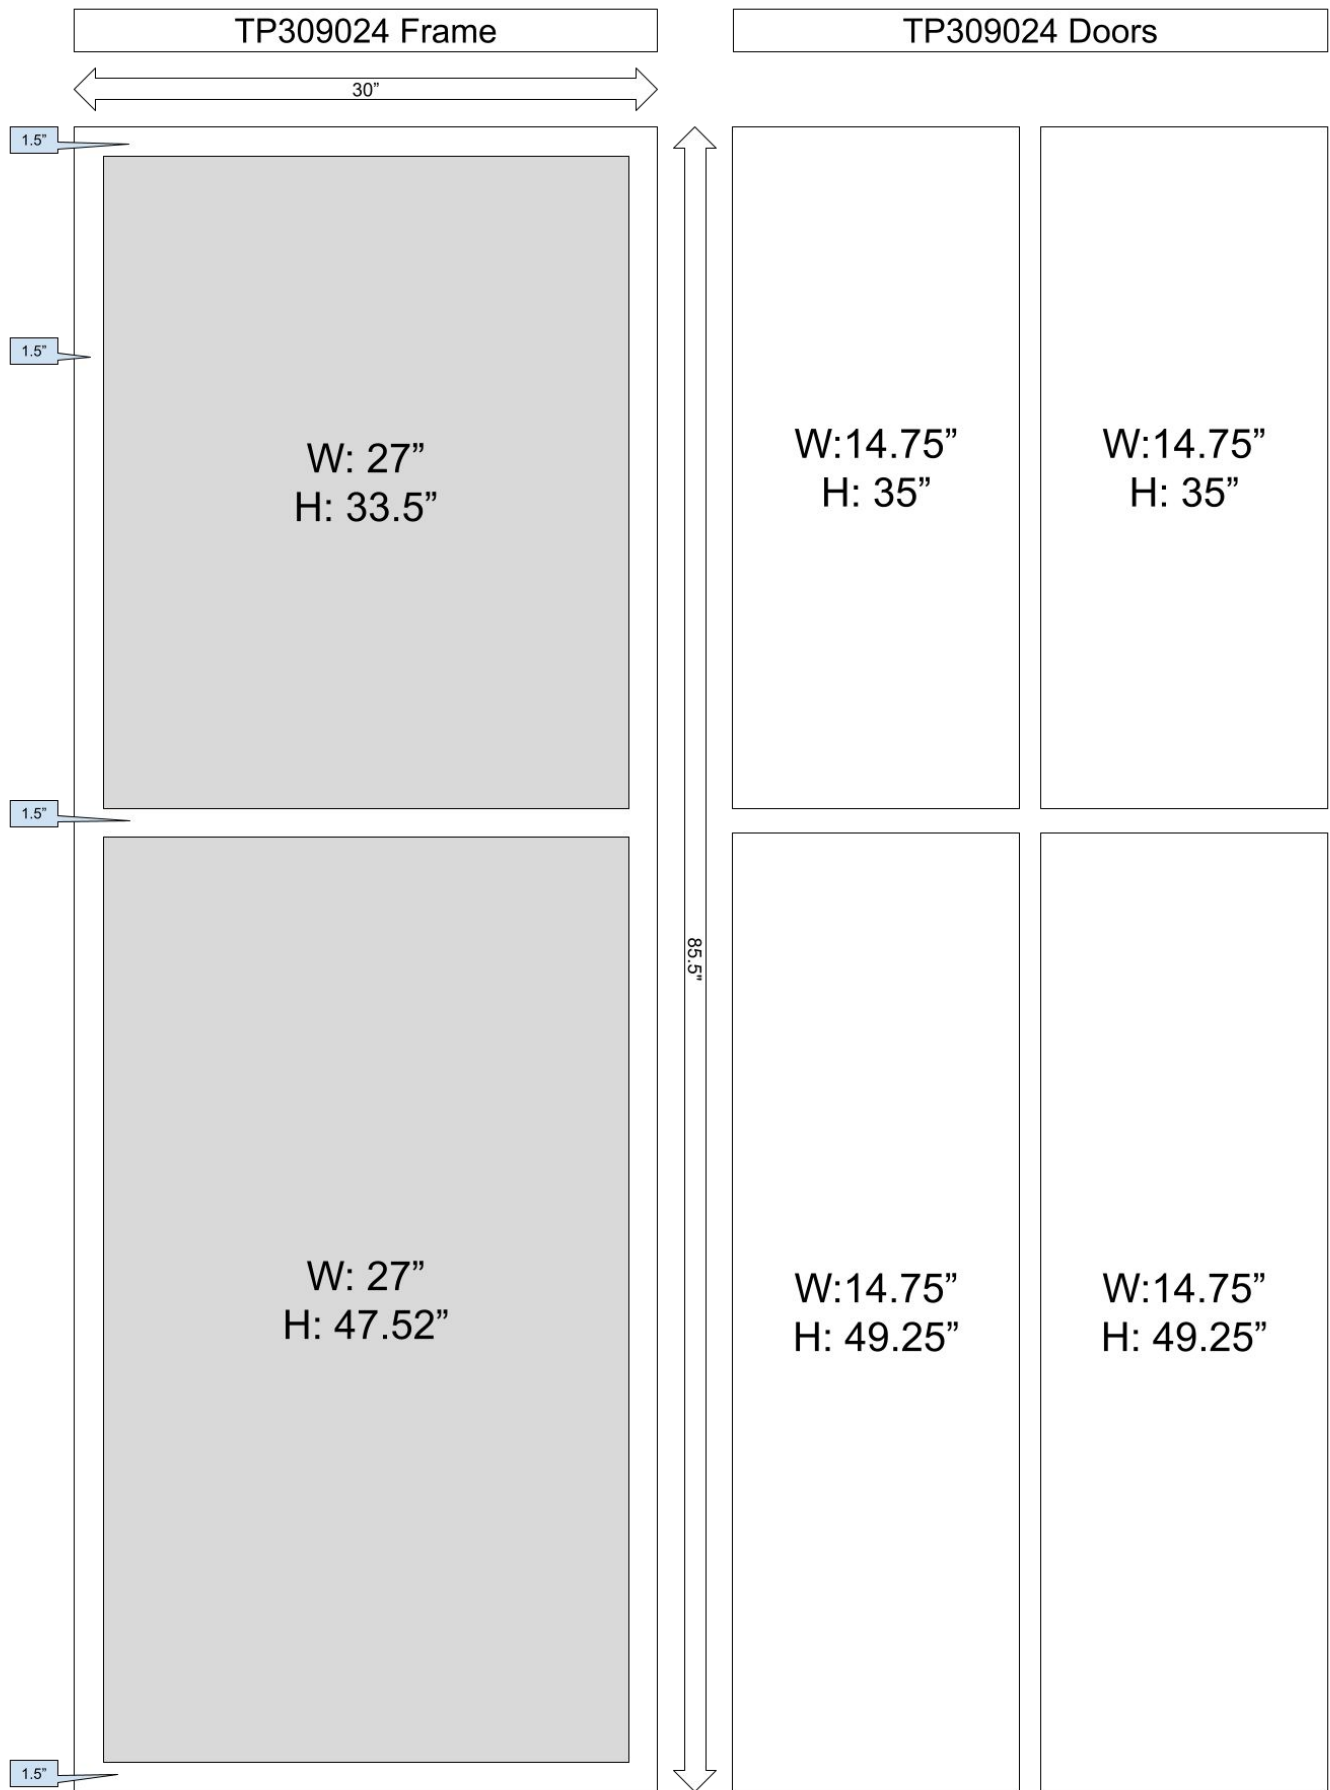 TP309024 Frame
TP309024 Doors
30”
1.5”
1.5”
W: 27”
H: 33.5”
W:14.75”
H: 35”
W:14.75”
H: 35”
1.5”
85.5"
W: 27”
H: 47.52”
W:14.75”
H: 49.25”
W:14.75”
H: 49.25”
1.5”